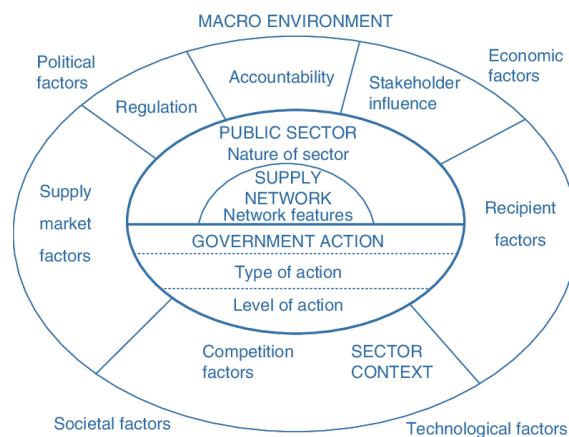 MACRO ENVIRONMENT
Political
factors
Economic
factors
Regulation
Accountability
Stakeholder
influence
PUBLIC SECTOR
Nature of sector
SUPPLY
NETWORK
Network features
Supply
market
factors
Recipient
factors
GOVERNMENT ACTION
Type of action
Level of action
Competition
factors
SECTOR
CONTEXT
Societal factors
Technological factors